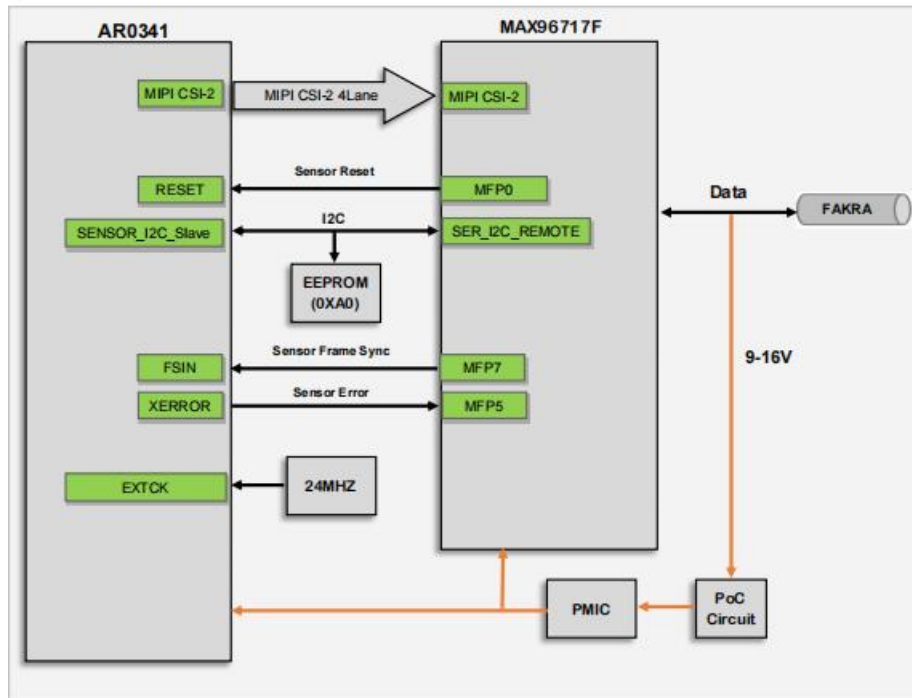 AR0341
MAX96717F
MIPI CSI-2
MIPI CSI-2 4Lane
MIPI CSI-2
Sensor Reset
RESET
MFP0
Data
FAKRA
I2C
SENSOR_I2C_Slave
SER_I2C_REMOTE
EEPROM
(0XA0)
Sensor Frame Sync
FSIN
MFP7
9-16V
Sensor Error
XERROR
MFP5
EXTCK
24MHZ
PMIC
PoC
Circuit